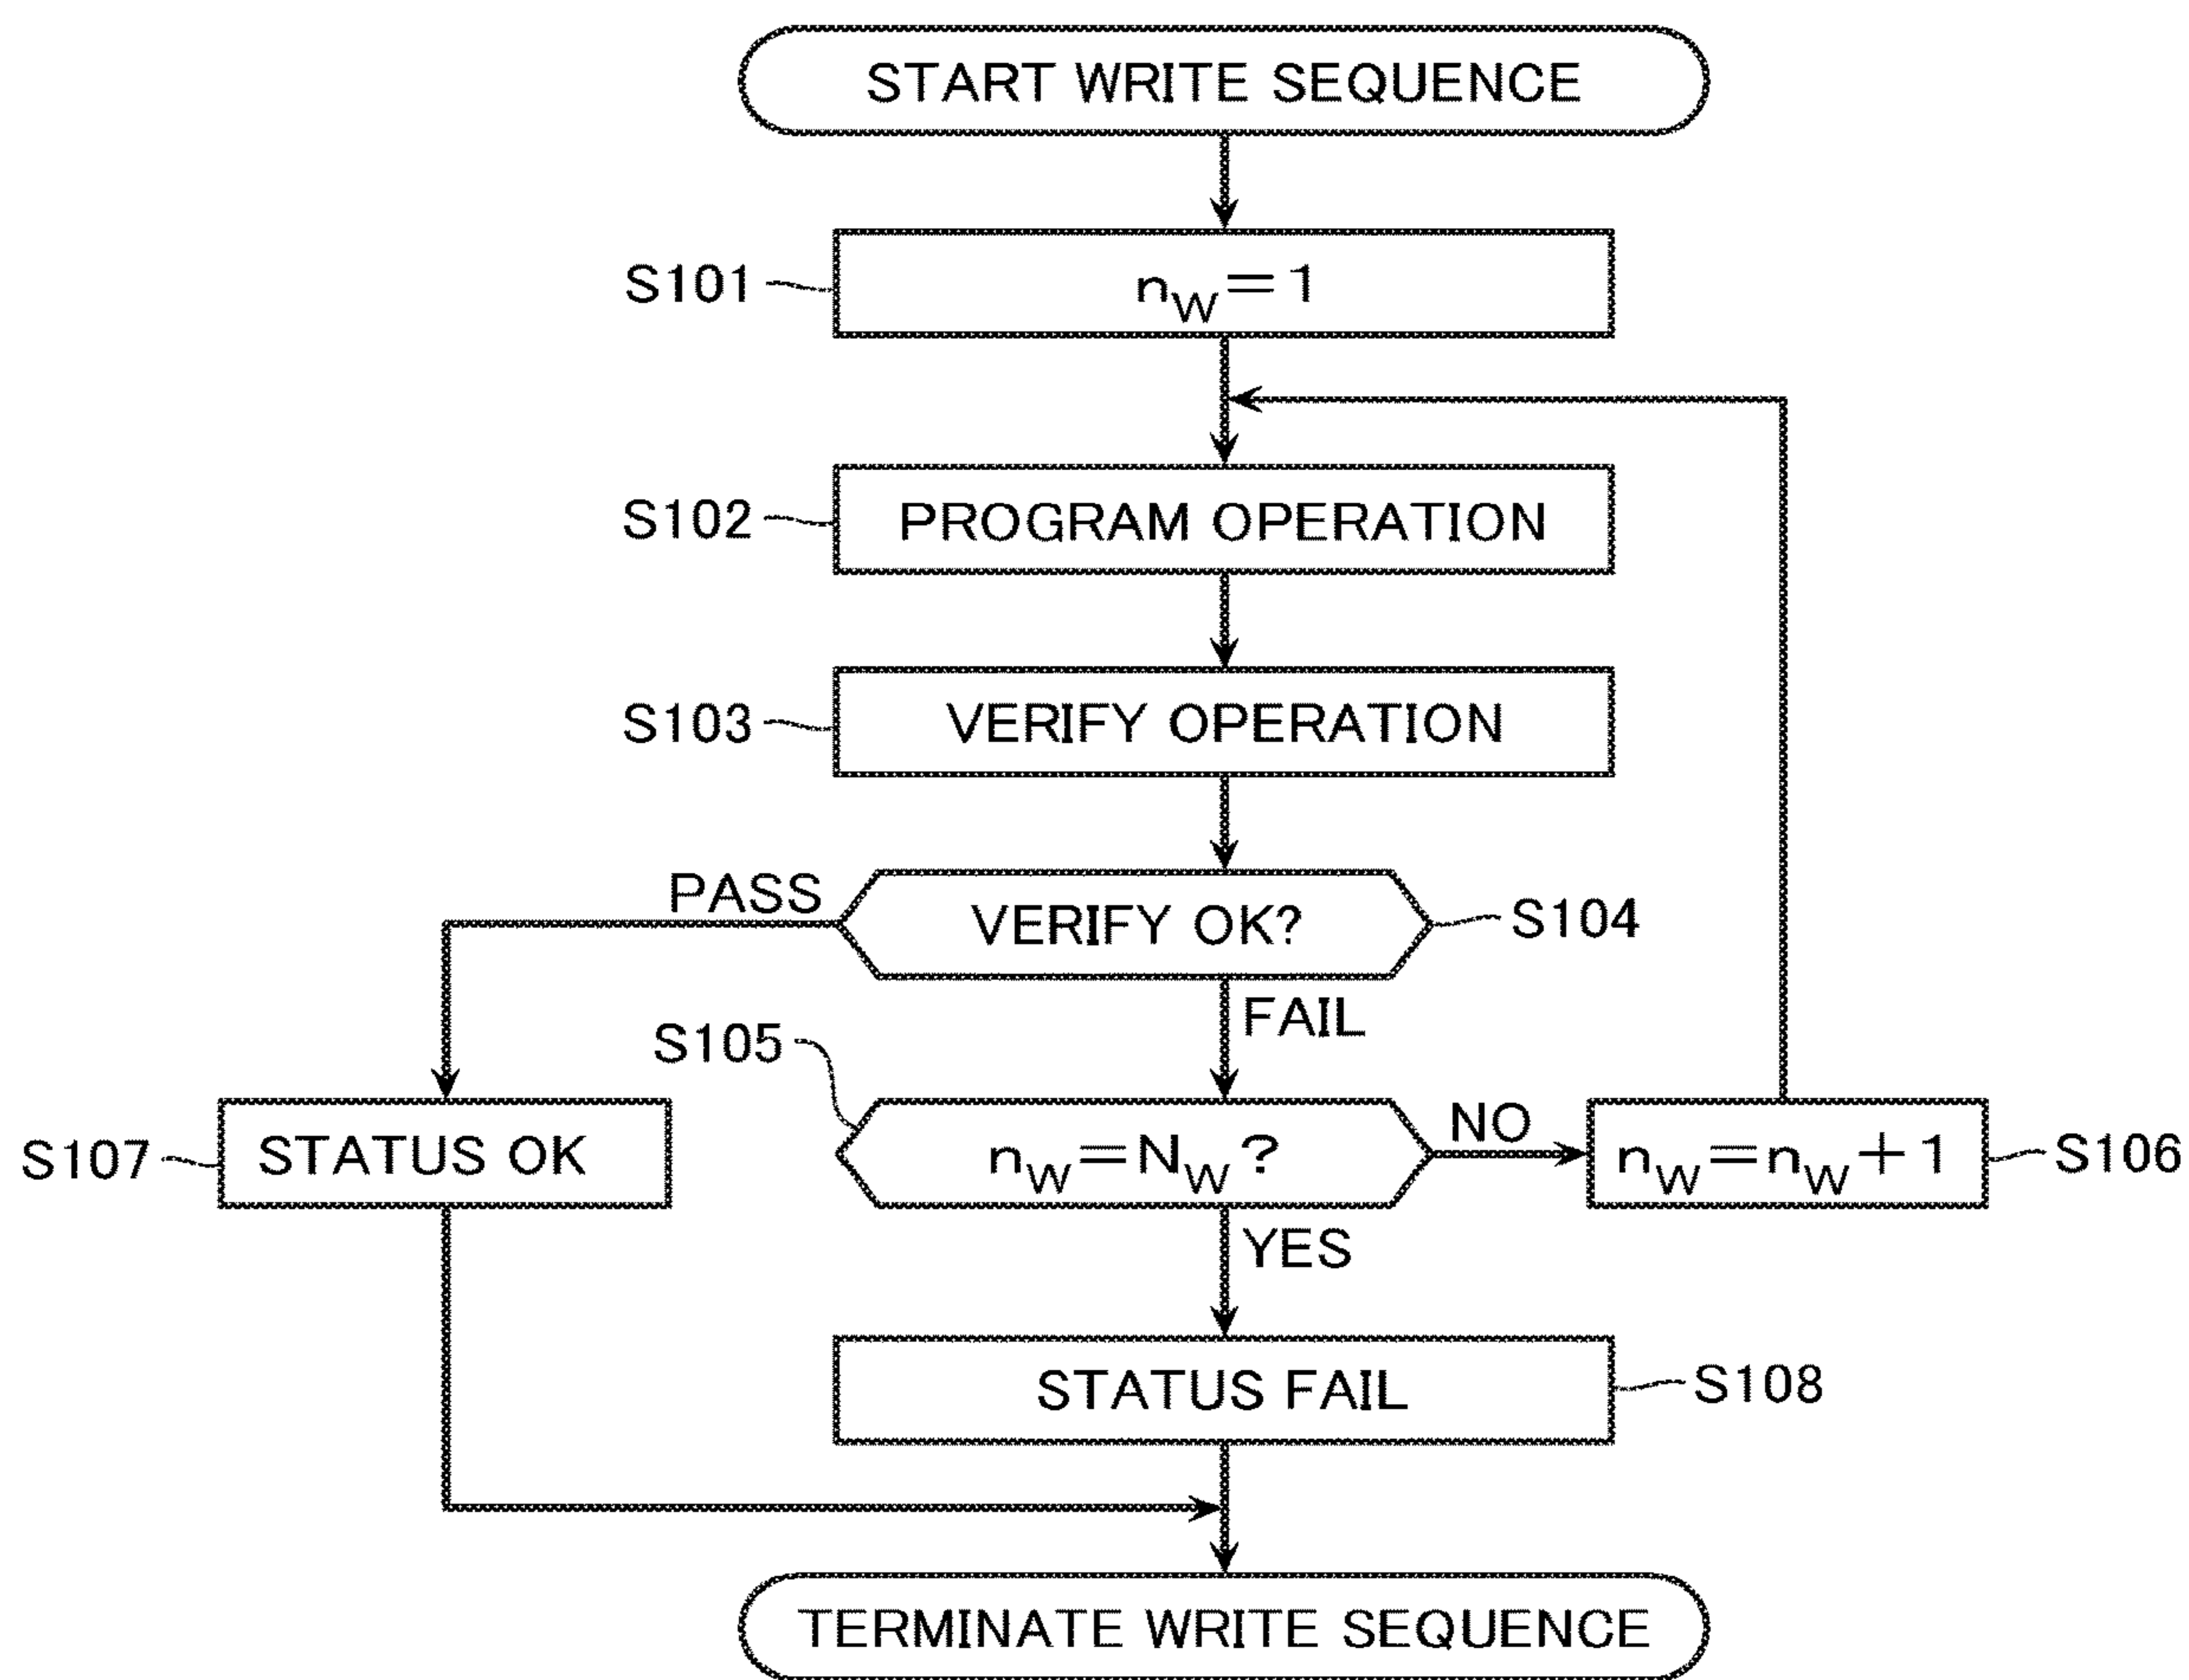 START WRITE SEQUENCE
S101
n_W=1
S102
PROGRAM OPERATION
S103
VERIFY OPERATION
PASS
VERIFY OK?
S104
FAIL
S105
S107
STATUS OK
n_W=N_W?
NO
n_W=n_W+1
S106
YES
STATUS FAIL
S108
TERMINATE WRITE SEQUENCE